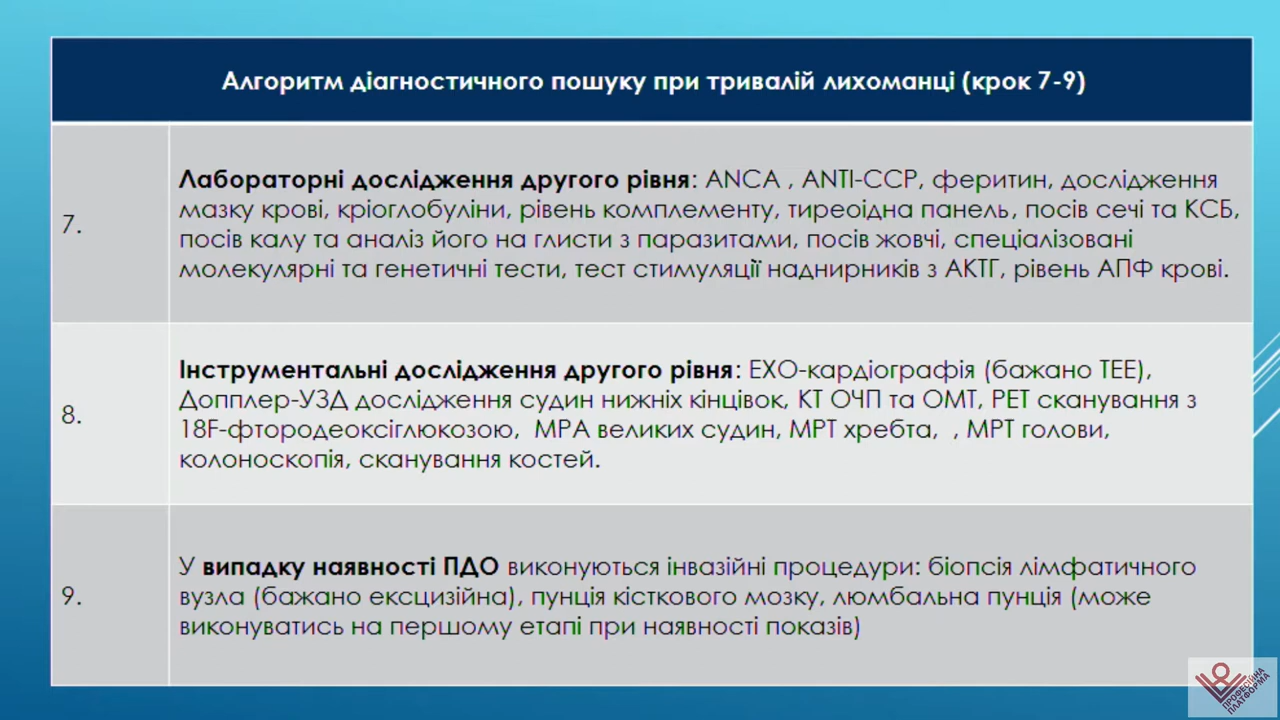 Алгоритм діагностичного пошуку при тривалій лихоманці (крок 7-9)
7.
Лабораторні дослідження другого рівня: ANCA , ANTI-CCP, феритин, дослідження
мазку крові, кріоглобуліни, рівень комплементу, тиреоїдна панель, посів сечі та КСБ,
посів калу та аналіз його на глисти з паразитами, посів жовчі, спеціалізовані
молекулярні та генетичні тести, тест стимуляції наднирників з АКТГ, рівень АПФ крові.
8.
Інструментальні дослідження другого рівня: ЕХО-кардіографія (бажано ТЕЕ),
Допплер-УЗД дослідження судин нижніх кінцівок, КТ ОЧП та ОМТ, PET сканування з
18F-фтородеоксіглюкозою, МРА великих судин, МРТ хребта, , МРТ голови,
колоноскопія, сканування костей.
9.
У випадку наявності ПДО виконуються інвазійні процедури: біопсія лімфатичного
вузла (бажано ексцизійна), пунція кісткового мозку, люмбальна пунція (може
виконуватись на першому етапі при наявності показів)
ПРОФЕСІЙНА
ПЛАТФОРМА